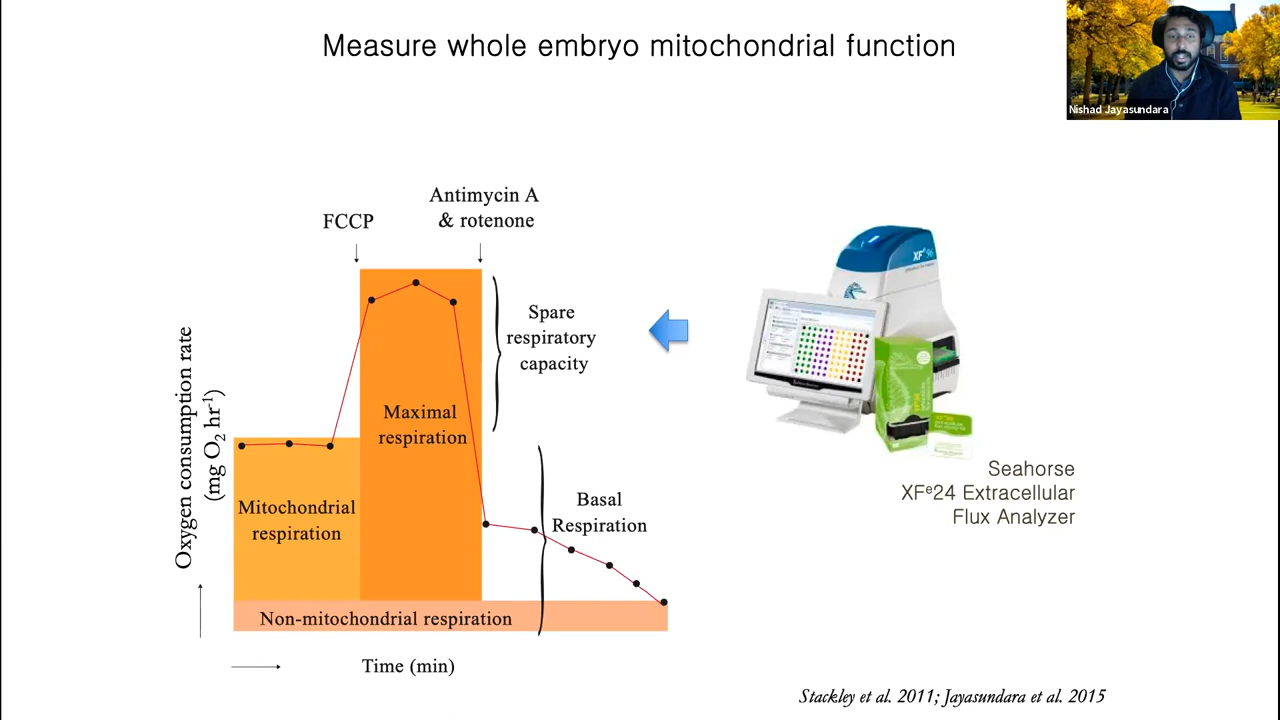 Measure whole embryo mitochondrial function
Nishad Jayasundara
Antimycin A
& rotenone
FCCP
Spare
respiratory
capacity
Maximal
respiration
Oxygen consumption rate
(mg O₂ hr⁻¹)
Mitochondrial
respiration
Basal
Respiration
Non-mitochondrial respiration
Time (min)
XFᵉ
Seahorse
XFᵉ24 Extracellular
Flux Analyzer
Stackley et al. 2011; Jayasundara et al. 2015